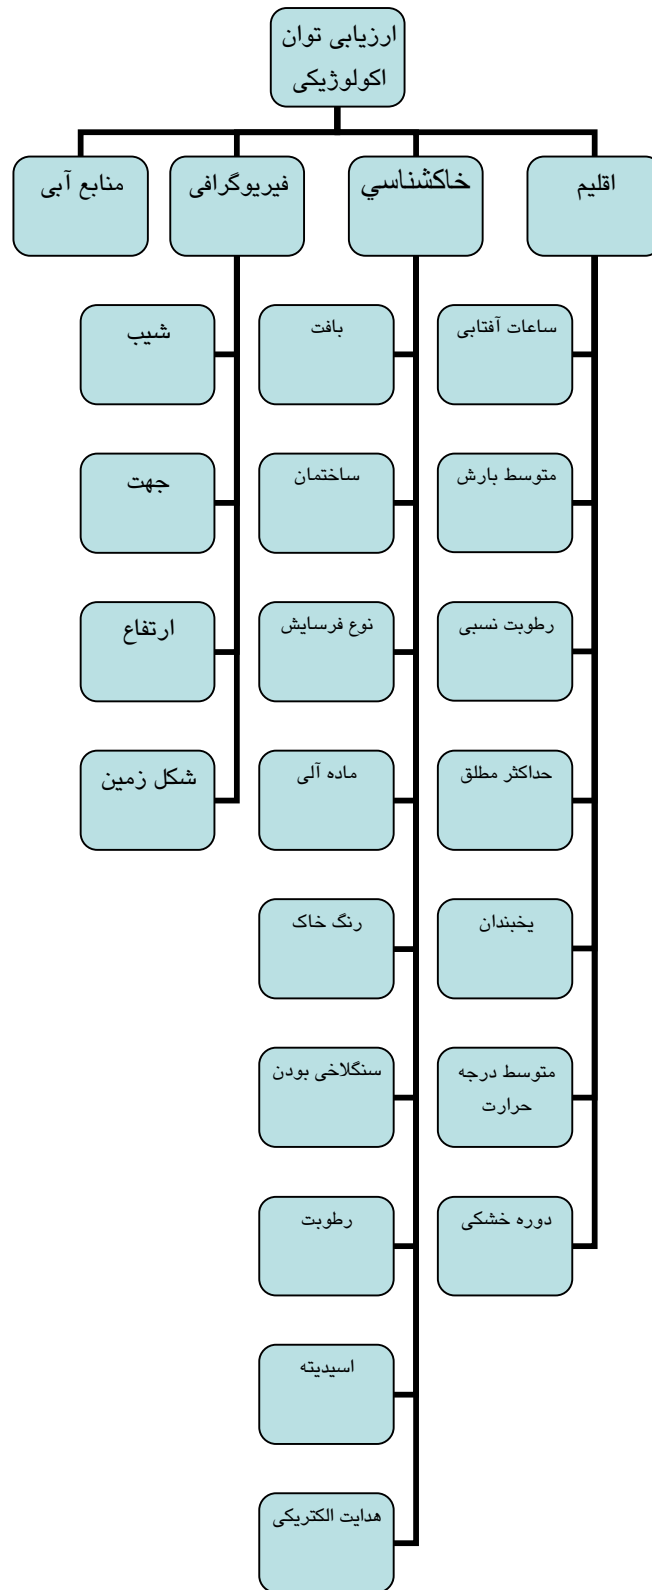 ارزیابی توان
اکولوژیکی
اقلیم
خاکشناسي
فیریوگرافی
منابع آبی
ساعات آفتابی
بافت
شیب
متوسط بارش
ساختمان
جهت
رطوبت نسبی
نوع فرسایش
ارتفاع
حداکثر مطلق
ماده آلی
شکل زمین
یخبندان
رنگ خاک
متوسط درجه
حرارت
سنگلاخی بودن
دوره خشکی
رطوبت
اسیدیته
هدایت الکتریکی